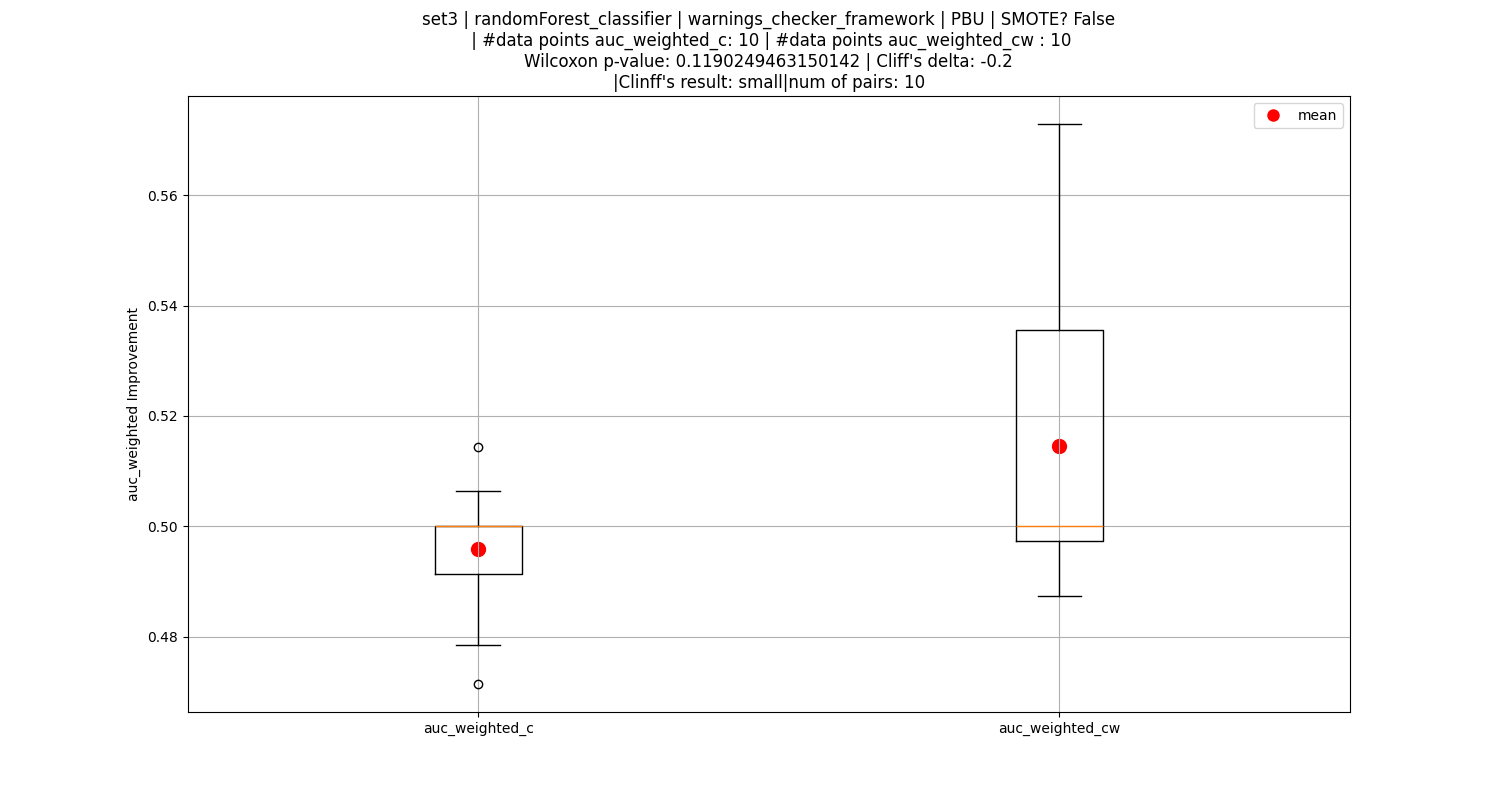 set3 | randomForest_classifier | warnings_checker_framework | PBU | SMOTE? False
| #data points auc_weighted_c: 10 | #data points auc_weighted_cw : 10
Wilcoxon p-value: 0.1190249463150142 | Cliff's delta: -0.2
|Clinff's result: small|num of pairs: 10
mean
0.56
0.54
0.52
0.50
0.48
auc_weighted Improvement
auc_weighted_c
auc_weighted_cw